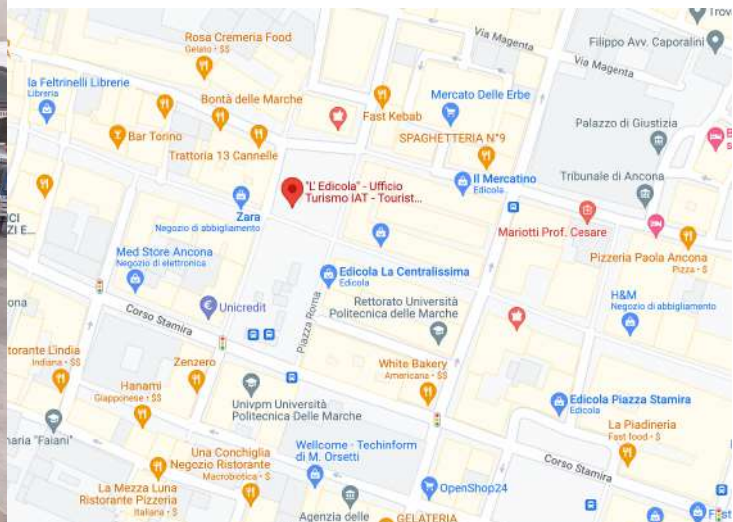 Trov
Rosa Cremeria Food
Gelato • $$
Via Magenta
Filippo Avv. Caporalini
Via Magenta
la Feltrinelli Librerie
Libreria
Bontà delle Marche
Mercato Delle Erbe
Fast Kebab
Palazzo di Giustizia
Bar Torino
SPAGHETTERIA N°9
Trattoria 13 Cannelle
Tribunale di Ancona
"L' Edicola" - Ufficio
Turismo IAT - Tourist...
Il Mercatino
Edicola
CI
ZI E...
Zara
Negozio di abbigliamento
Mariotti Prof. Cesare
Med Store Ancona
Negozio di elettronica
Pizzeria Paola Ancona
Pizza • $
Edicola La Centralissima
Edicola
H&M
Negozio di abbigliamento
Unicredit
Rettorato Università
Politecnica delle Marche
Corso Stamira
Piazza Roma
ona
torante L'india
Indiana • $$
Zenzero
White Bakery
Americana • $$
Hanami
Giapponese • $$
Univpm Università
Politecnica Delle Marche
Edicola Piazza Stamira
Edicola
La Piadineria
Fast food • $
naria "Faiani"
Una Conchiglia
Negozio Ristorante
Macrobiotica • $
Wellcome - Techinform
di M. Orsetti
Corso Stamira
La Mezza Luna
Ristorante Pizzeria
Italiana • $
OpenShop24
Agenzia delle
GELATERIA